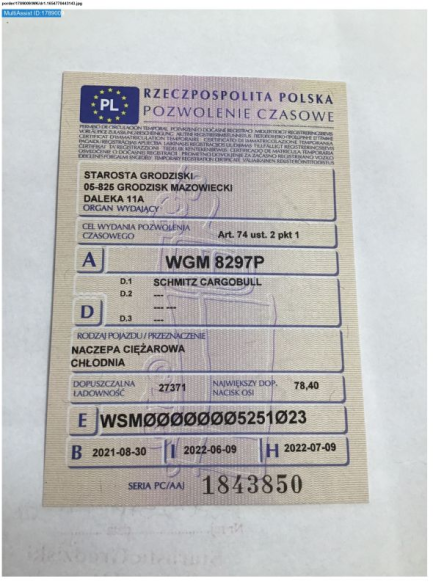 MultiAssist ID:1789600
PL
RZECZPOSPOLITA POLSKA
POZWOLENIE CZASOWE
STAROSTA GRODZISKI
05-825 GRODZISK MAZOWIECKI
DALEKA 11A
ORGAN WYDAJĄCY
CEL WYDANIA POZWOLENIA
CZASOWEGO
Art. 74 ust. 2 pkt 1
A WGM 8297P
D.1 SCHMITZ CARGOBULL
D.2 ---
--- ---
D
D.3 ---
RODZAJ POJAZDU / PRZEZNACZENIE
NACZEPA CIĘŻAROWA
CHŁODNIA
DOPUSZCZALNA
ŁADOWNOŚĆ
27371
NAJWIĘKSZY DOP.
NACISK OSI
78,40
E WSMØØØØØØØ5251Ø23
B 2021-08-30 I 2022-06-09 H 2022-07-09
SERIA PC/AAJ 1843850